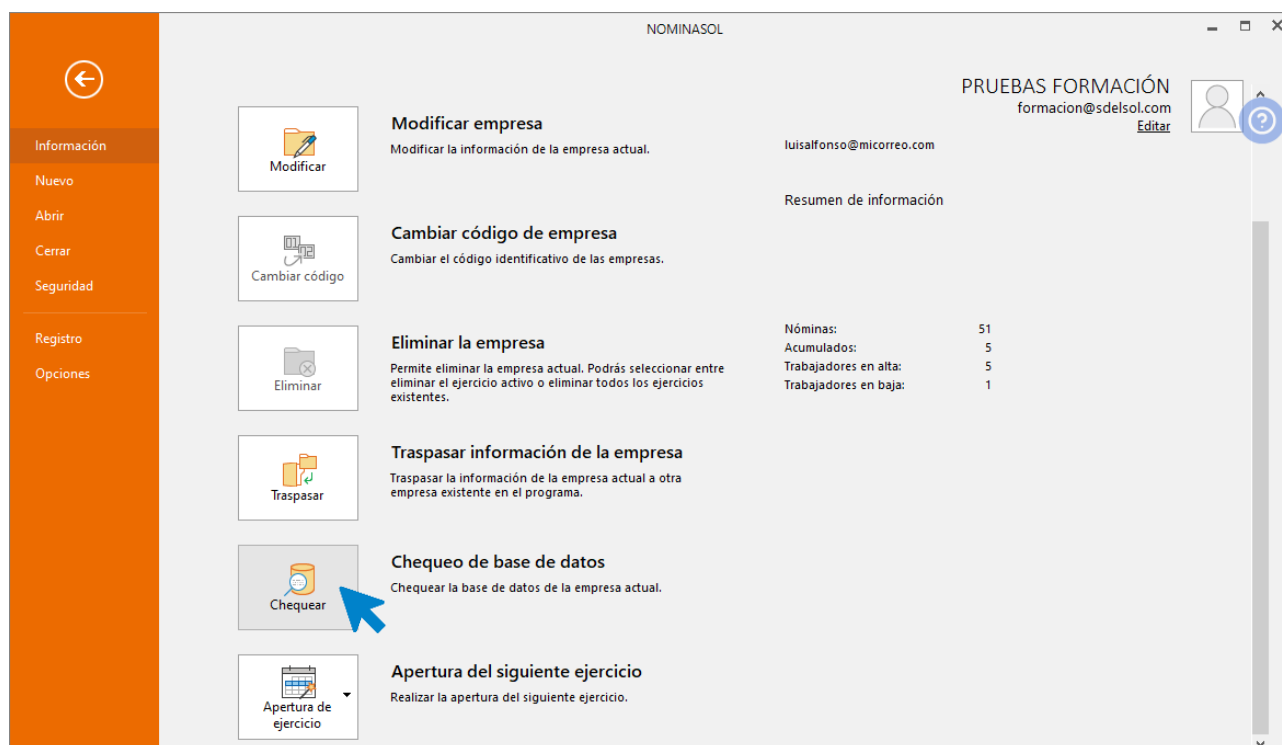 NOMINASOL
PRUEBAS FORMACIÓN
formacion@sdelsol.com
Editar
Información
Nuevo
Abrir
Cerrar
Seguridad
Registro
Opciones
Modificar
Modificar empresa
Modificar la información de la empresa actual.
Cambiar código
Cambiar código de empresa
Cambiar el código identificativo de las empresas.
Eliminar
Eliminar la empresa
Permite eliminar la empresa actual. Podrás seleccionar entre
eliminar el ejercicio activo o eliminar todos los ejercicios
existentes.
Traspasar
Traspasar información de la empresa
Traspasar la información de la empresa actual a otra
empresa existente en el programa.
Chequear
Chequeo de base de datos
Chequear la base de datos de la empresa actual.
Apertura de
ejercicio
Apertura del siguiente ejercicio
Realizar la apertura del siguiente ejercicio.
luisalfonso@micorreo.com
Resumen de información
Nóminas: 51
Acumulados: 5
Trabajadores en alta: 5
Trabajadores en baja: 1